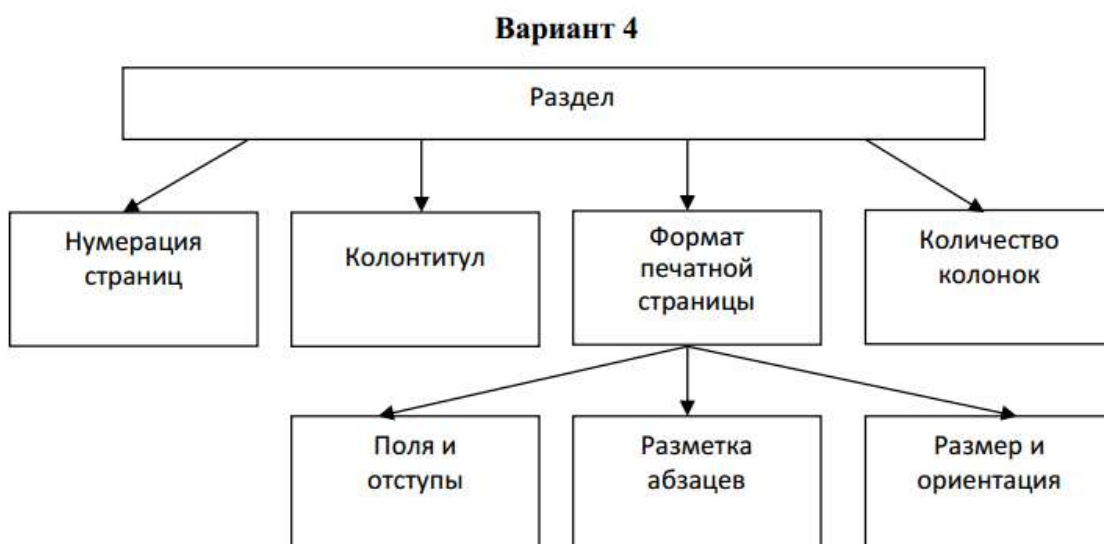 Вариант 4
Раздел
Нумерация
страниц
Колонтитул
Формат
печатной
страницы
Количество
колонок
Поля и
отступы
Разметка
абзацев
Размер и
ориентация